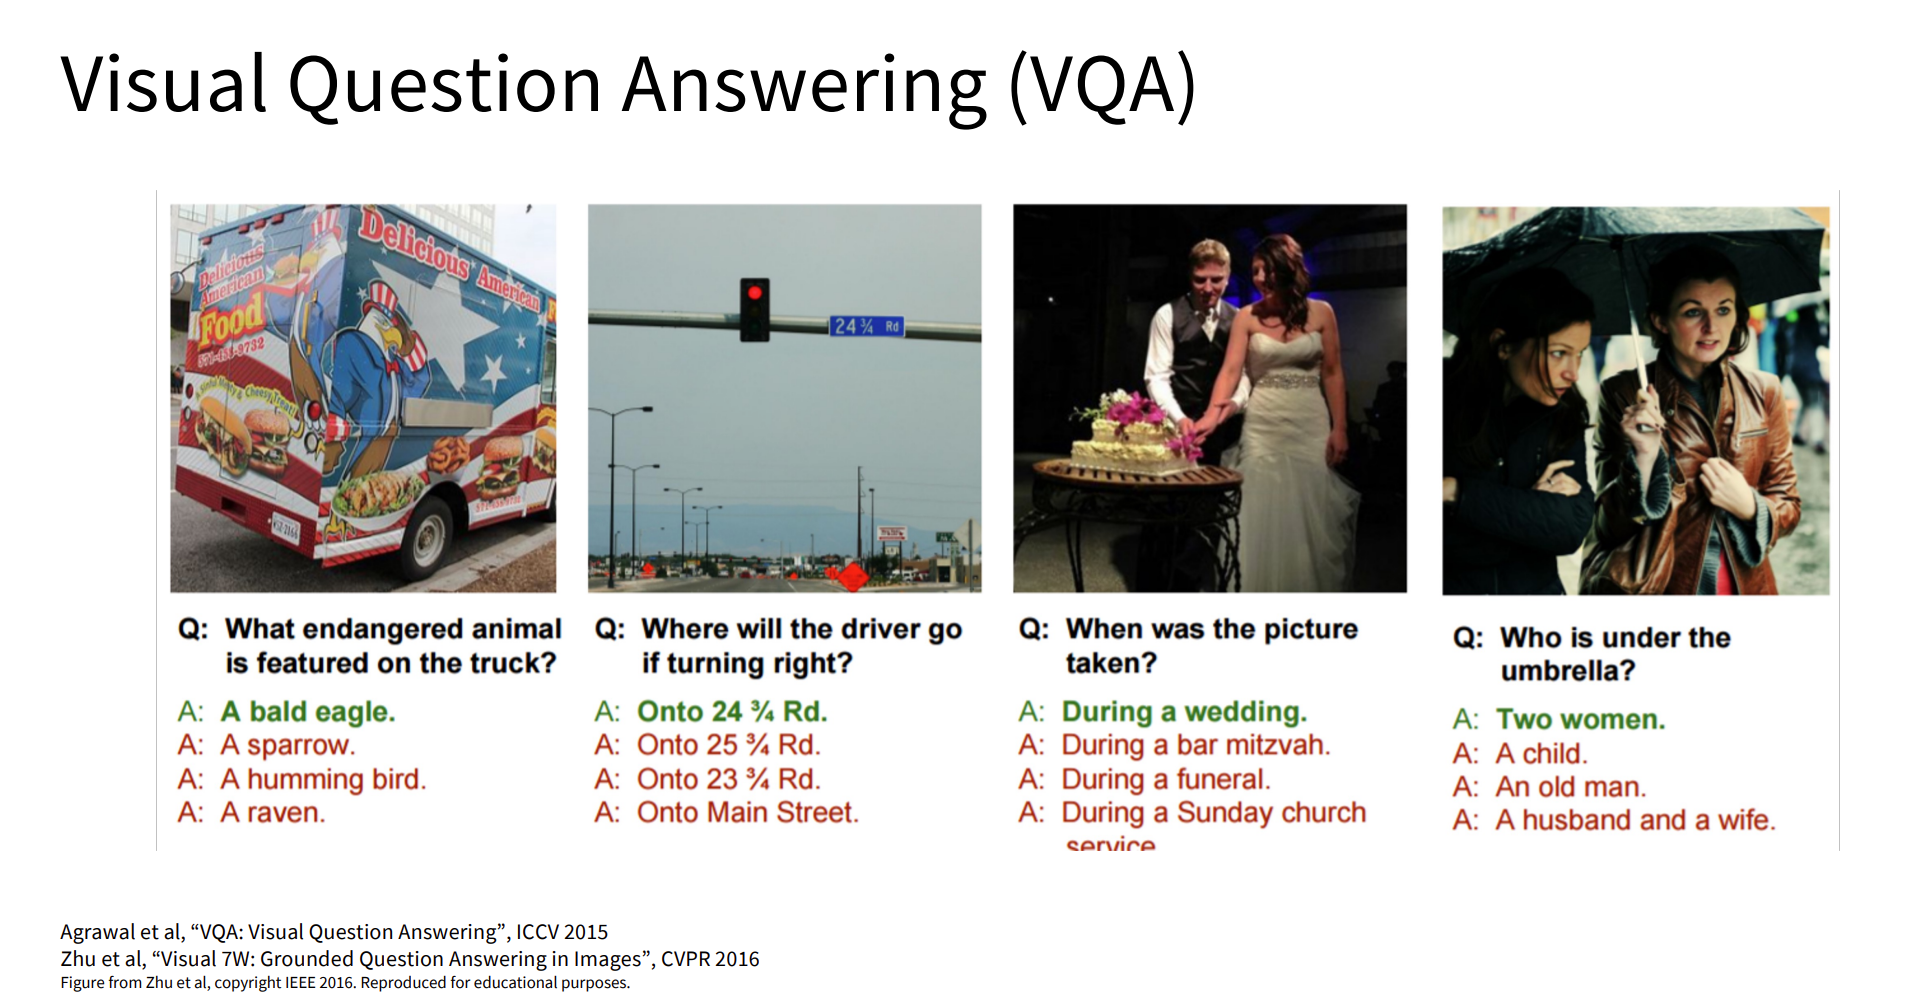 Visual Question Answering (VQA)
Delicious American
Delicious
American
Food
24 ¾ Rd
Q: What endangered animal
is featured on the truck?
A: A bald eagle.
A: A sparrow.
A: A humming bird.
A: A raven.
Q: Where will the driver go
if turning right?
A: Onto 24 ¾ Rd.
A: Onto 25 ¾ Rd.
A: Onto 23 ¾ Rd.
A: Onto Main Street.
Q: When was the picture
taken?
A: During a wedding.
A: During a bar mitzvah.
A: During a funeral.
A: During a Sunday church
service
Q: Who is under the
umbrella?
A: Two women.
A: A child.
A: An old man.
A: A husband and a wife.
Agrawal et al, “VQA: Visual Question Answering”, ICCV 2015
Zhu et al, “Visual 7W: Grounded Question Answering in Images”, CVPR 2016
Figure from Zhu et al, copyright IEEE 2016. Reproduced for educational purposes.